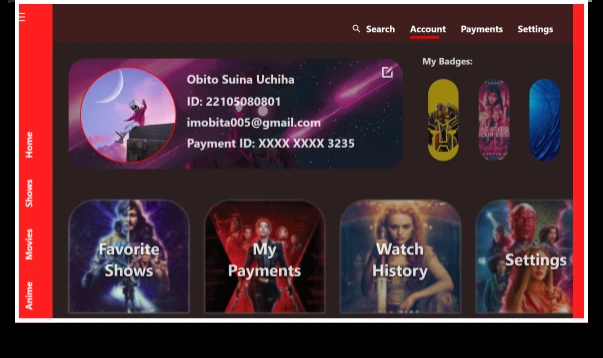 Search Account Payments Settings
My Badges:
Obito Suina Uchiha
ID: 22105080801
imobita005@gmail.com
Payment ID: XXXX XXXX 3235
Home
Shows
Movies
Anime
Favorite
Shows
My
Payments
Watch
History
Settings